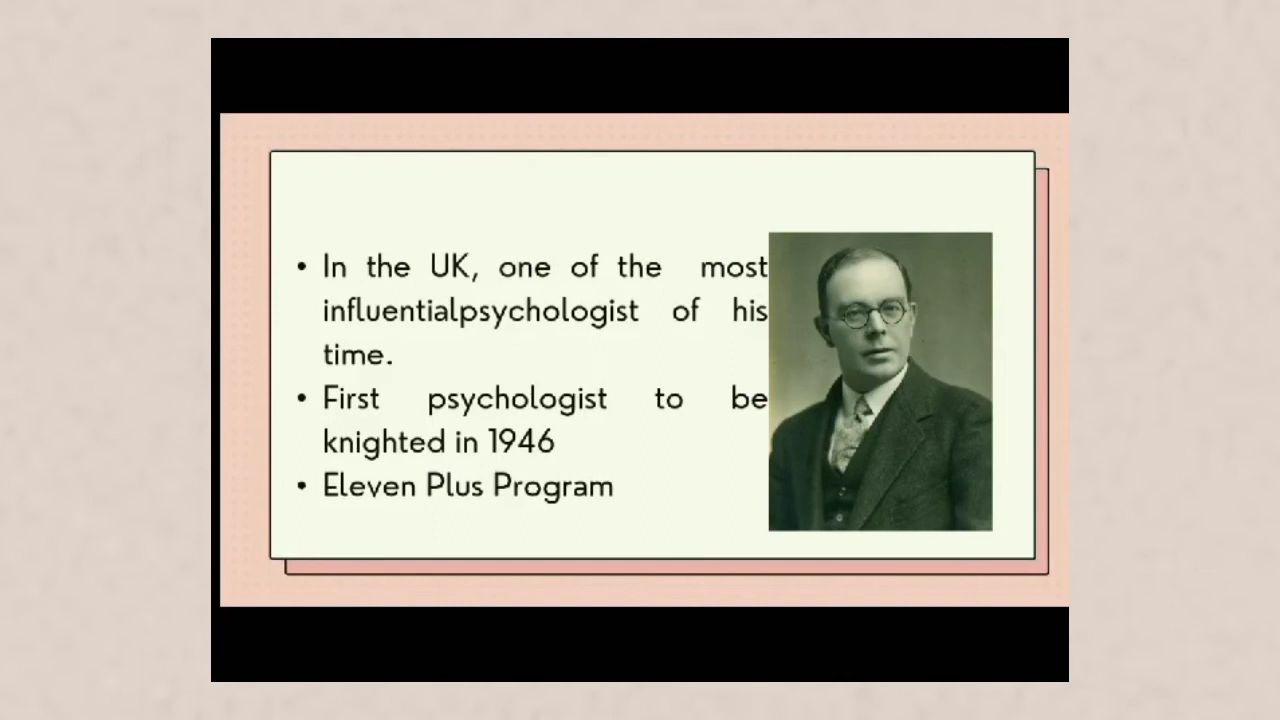 • In the UK, one of the most
influentialpsychologist of his
time.
• First psychologist to be
knighted in 1946
• Eleven Plus Program